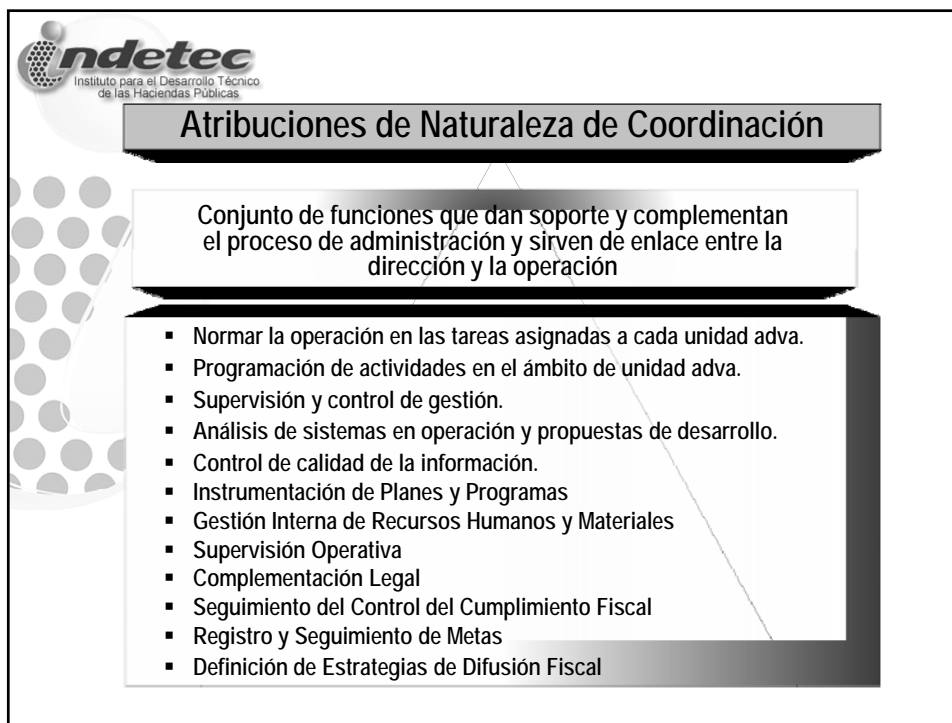 indetec
Instituto para el Desarrollo Técnico
de las Haciendas Públicas
Atribuciones de Naturaleza de Coordinación
Conjunto de funciones que dan soporte y complementan
el proceso de administración y sirven de enlace entre la
dirección y la operación
▪ Normar la operación en las tareas asignadas a cada unidad adva.
▪ Programación de actividades en el ámbito de unidad adva.
▪ Supervisión y control de gestión.
▪ Análisis de sistemas en operación y propuestas de desarrollo.
▪ Control de calidad de la información.
▪ Instrumentación de Planes y Programas
▪ Gestión Interna de Recursos Humanos y Materiales
▪ Supervisión Operativa
▪ Complementación Legal
▪ Seguimiento del Control del Cumplimiento Fiscal
▪ Registro y Seguimiento de Metas
▪ Definición de Estrategias de Difusión Fiscal